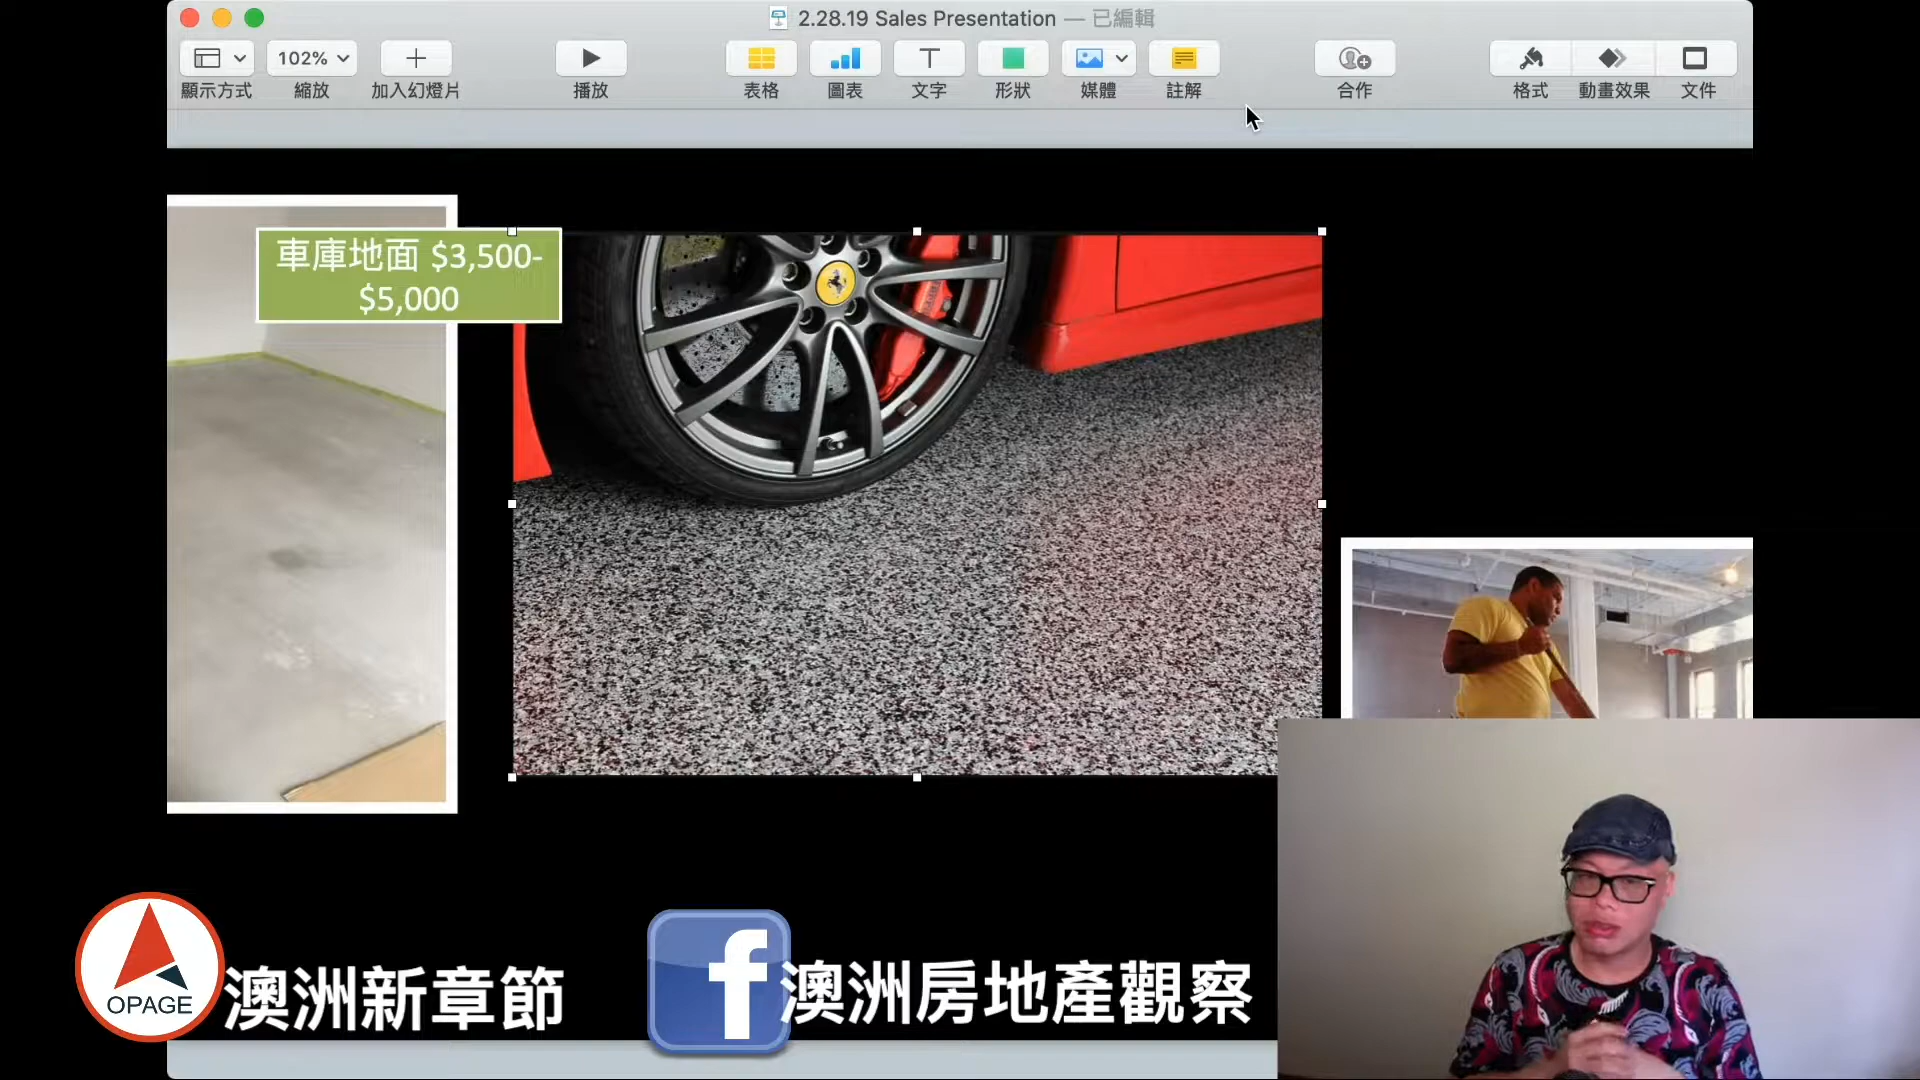 2.28.19 Sales Presentation — 已編輯
102%
顯示方式 縮放 加入幻燈片 播放 表格 圖表 文字 形狀 媒體 註解 合作 格式 動畫效果 文件
車庫地面 $3,500-
$5,000
OPAGE
澳洲新章節
f
澳洲房地產觀察